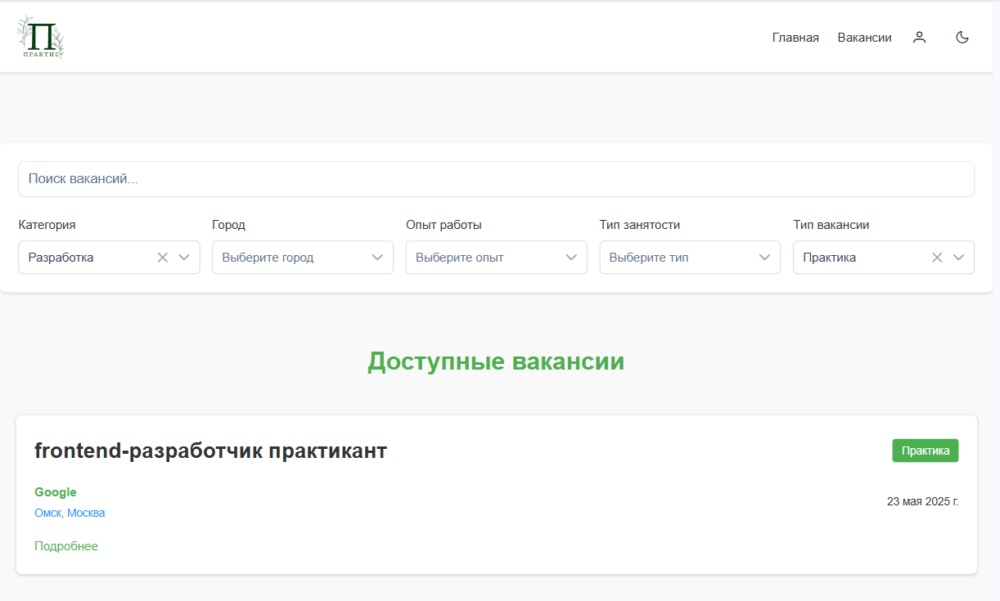 П
ПРАКТИС
Главная Вакансии
Поиск вакансий...
Категория Город Опыт работы Тип занятости Тип вакансии
Разработка Выберите город Выберите опыт Выберите тип Практика
Доступные вакансии
frontend-разработчик практикант Практика
Google
23 мая 2025 г.
Омск, Москва
Подробнее